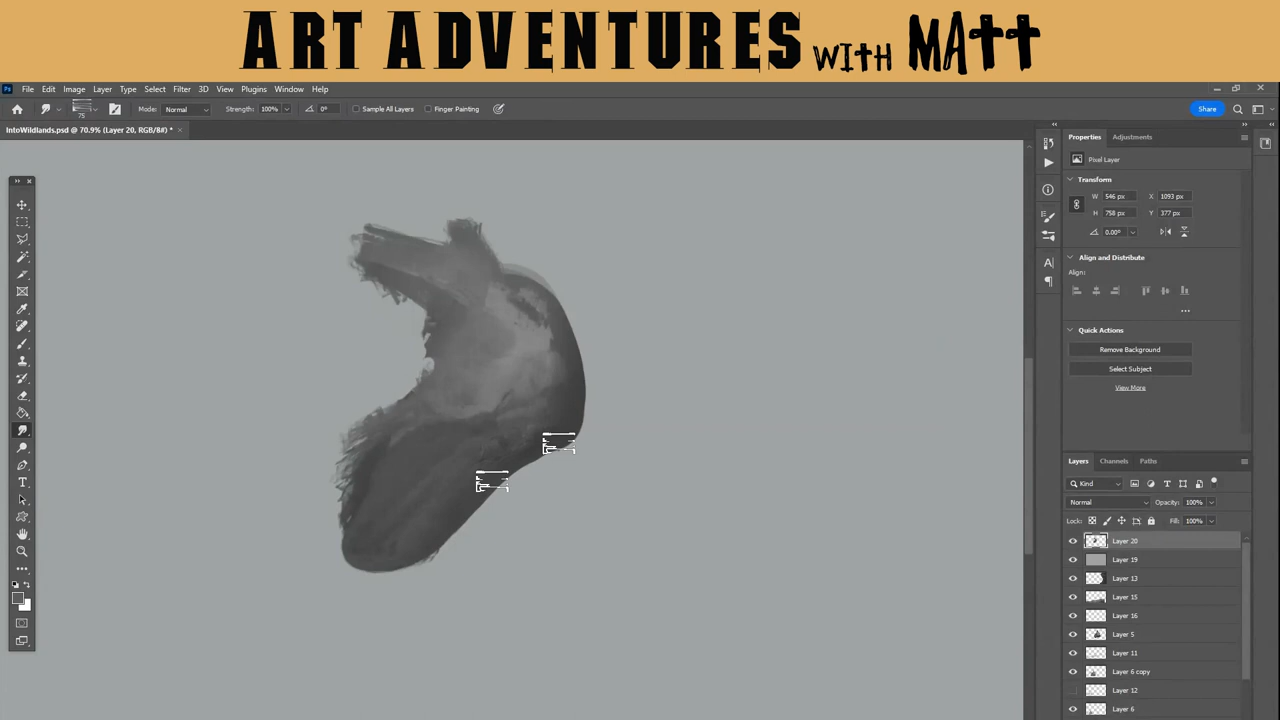 ART ADVENTURES WITH MAtt
Ps File Edit Image Layer Type Select Filter 3D View Plugins Window Help
75 Mode: Normal Strength: 100% 0° Sample All Layers Finger Painting Share
IntoWildlands.psd @ 70.9% (Layer 20, RGB/8#) * ×
Properties Adjustments
Pixel Layer
Transform
W 546 px X 1093 px
H 758 px Y 377 px
0.00°
Align and Distribute
Align:
Quick Actions
Remove Background
Select Subject
View More
Layers Channels Paths
Kind
Normal Opacity: 100%
Lock: Fill: 100%
Layer 20
Layer 19
Layer 13
Layer 15
Layer 16
Layer 5
Layer 11
Layer 6 copy
Layer 12
Layer 6